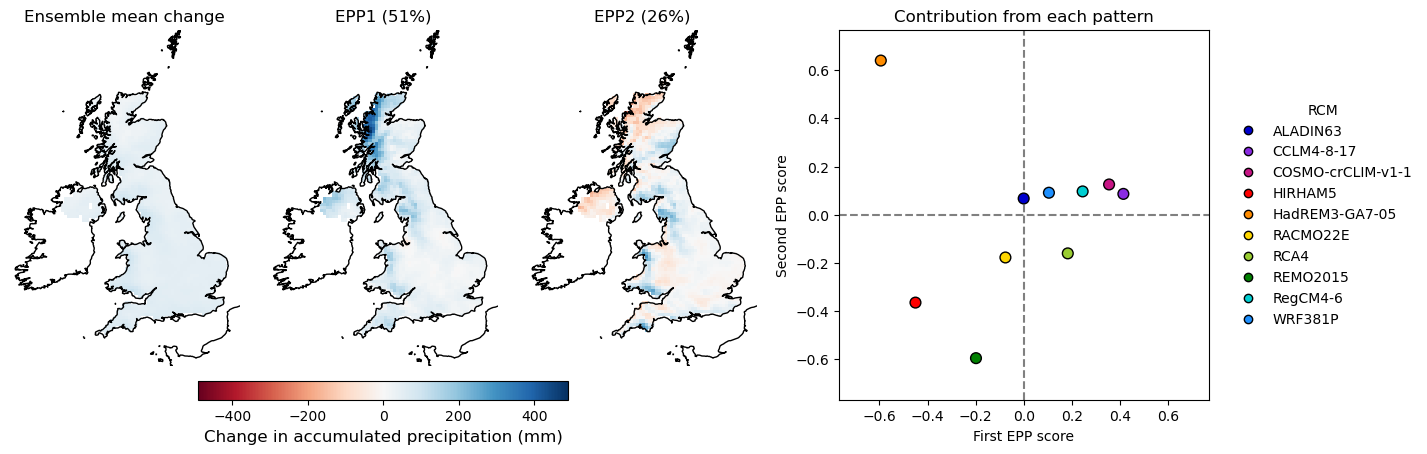 Ensemble mean change
EPP1 (51%)
EPP2 (26%)
−400 −200 0 200 400
Change in accumulated precipitation (mm)
Contribution from each pattern
Second EPP score
0.6
0.4
0.2
0.0
−0.2
−0.4
−0.6
−0.6 −0.4 −0.2 0.0 0.2 0.4 0.6
First EPP score
RCM
ALADIN63
CCLM4-8-17
COSMO-crCLIM-v1-1
HIRHAM5
HadREM3-GA7-05
RACMO22E
RCA4
REMO2015
RegCM4-6
WRF381P